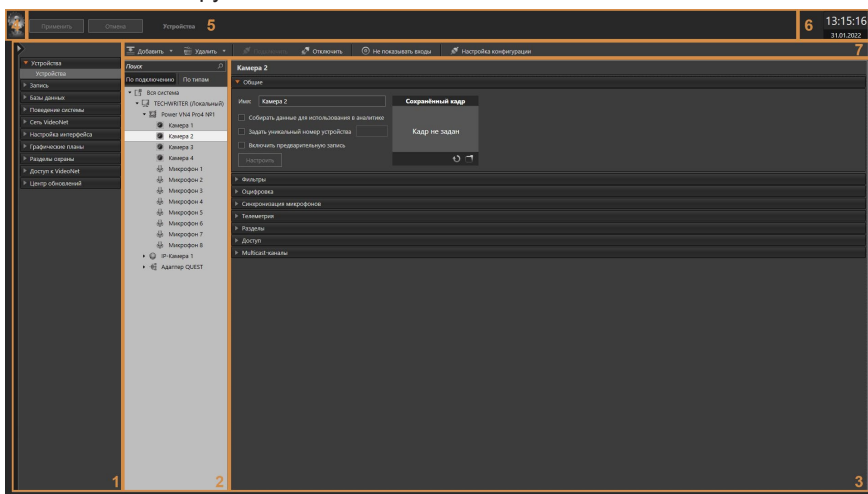 Применить Отмена Устройства 5 6 13:15:16
31.01.2022
Добавить Удалить Отключить Не показывать входы Настройка конфигурации 7
Устройства
Устройства
Запись
Базы данных
Поведение системы
Сеть VideoNet
Настройка интерфейса
Графические планы
Разделы охраны
Доступ к VideoNet
Центр обновлений
1
Поиск
По подключению По типам
Вся система
TECHWRITER (Локальный)
Power VN4 Pro4 №1
Камера 1
Камера 2
Камера 3
Камера 4
Микрофон 1
Микрофон 2
Микрофон 3
Микрофон 4
Микрофон 5
Микрофон 6
Микрофон 7
Микрофон 8
IP-Камера 1
Адаптер QUEST
2
Камера 2
Общие
Имя: Камера 2 Сохранённый кадр
Собирать данные для использования в аналитике
Задать уникальный номер устройства Кадр не задан
Включить предварительную запись
Настроить
Фильтры
Оцифровка
Синхронизация микрофонов
Телеметрия
Разделы
Доступ
Multicast-каналы
3